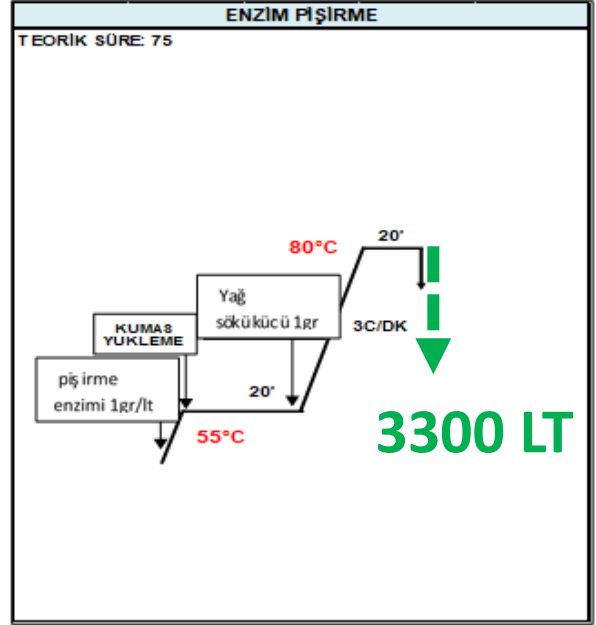 ENZİM PİŞİRME
TEORİK SÜRE: 75
20'
80°C
Yağ
sökükücü 1gr
3C/DK
KUMAS
YUKLEME
pişirme
enzimi 1gr/lt
20'
55°C
3300 LT